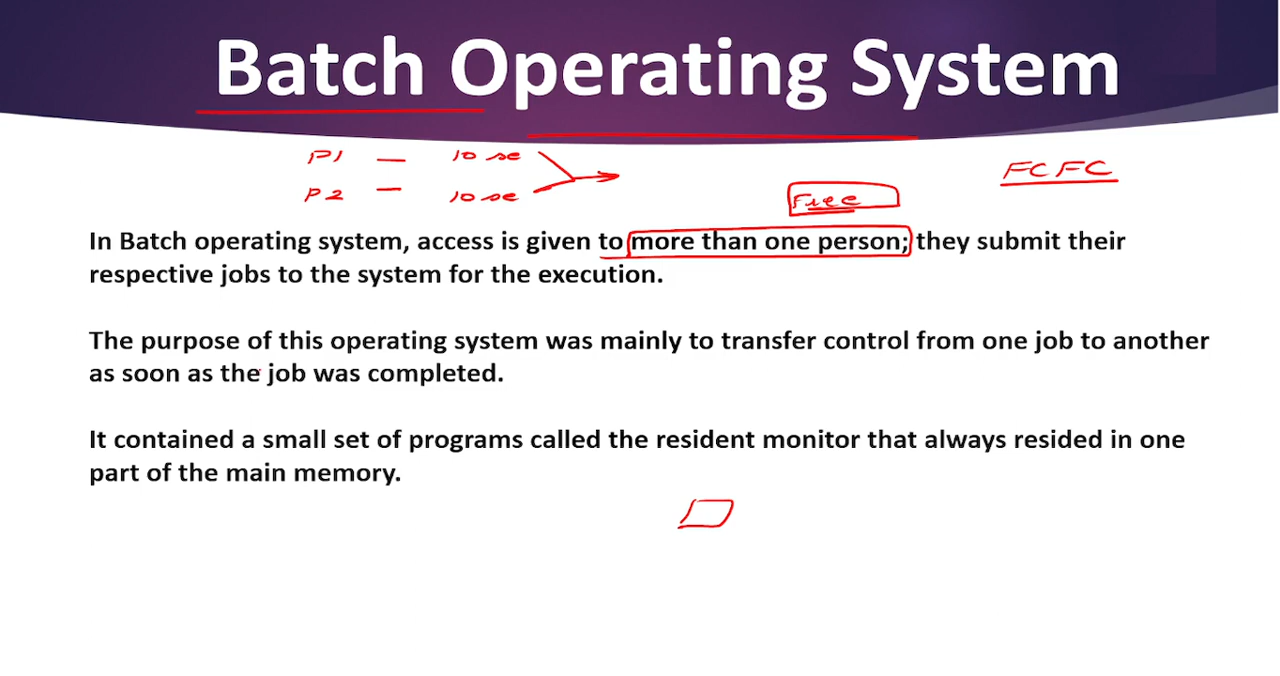 Batch Operating System
P1 — 10 se
FCFC
P2 — 10 se
Free
In Batch operating system, access is given to more than one person; they submit their
respective jobs to the system for the execution.
The purpose of this operating system was mainly to transfer control from one job to another
as soon as the job was completed.
It contained a small set of programs called the resident monitor that always resided in one
part of the main memory.